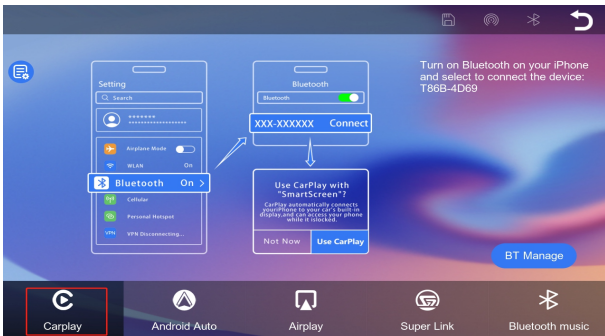 Turn on Bluetooth on your iPhone
and select to connect the device:
T86B-4D69
Setting
Search
*******
******************
Airplane Mode
WLAN On
Bluetooth On >
Cellular
Personal Hotspot
VPN VPN Disconnecting...
Bluetooth
Bluetooth
XXX-XXXXXX Connect
Use CarPlay with
"SmartScreen"?
CarPlay automatically connects
youriPhone to your car's built-in
display,and can access your phone
while it islocked.
Not Now Use CarPlay
BT Manage
Carplay
Android Auto
Airplay
Super Link
Bluetooth music